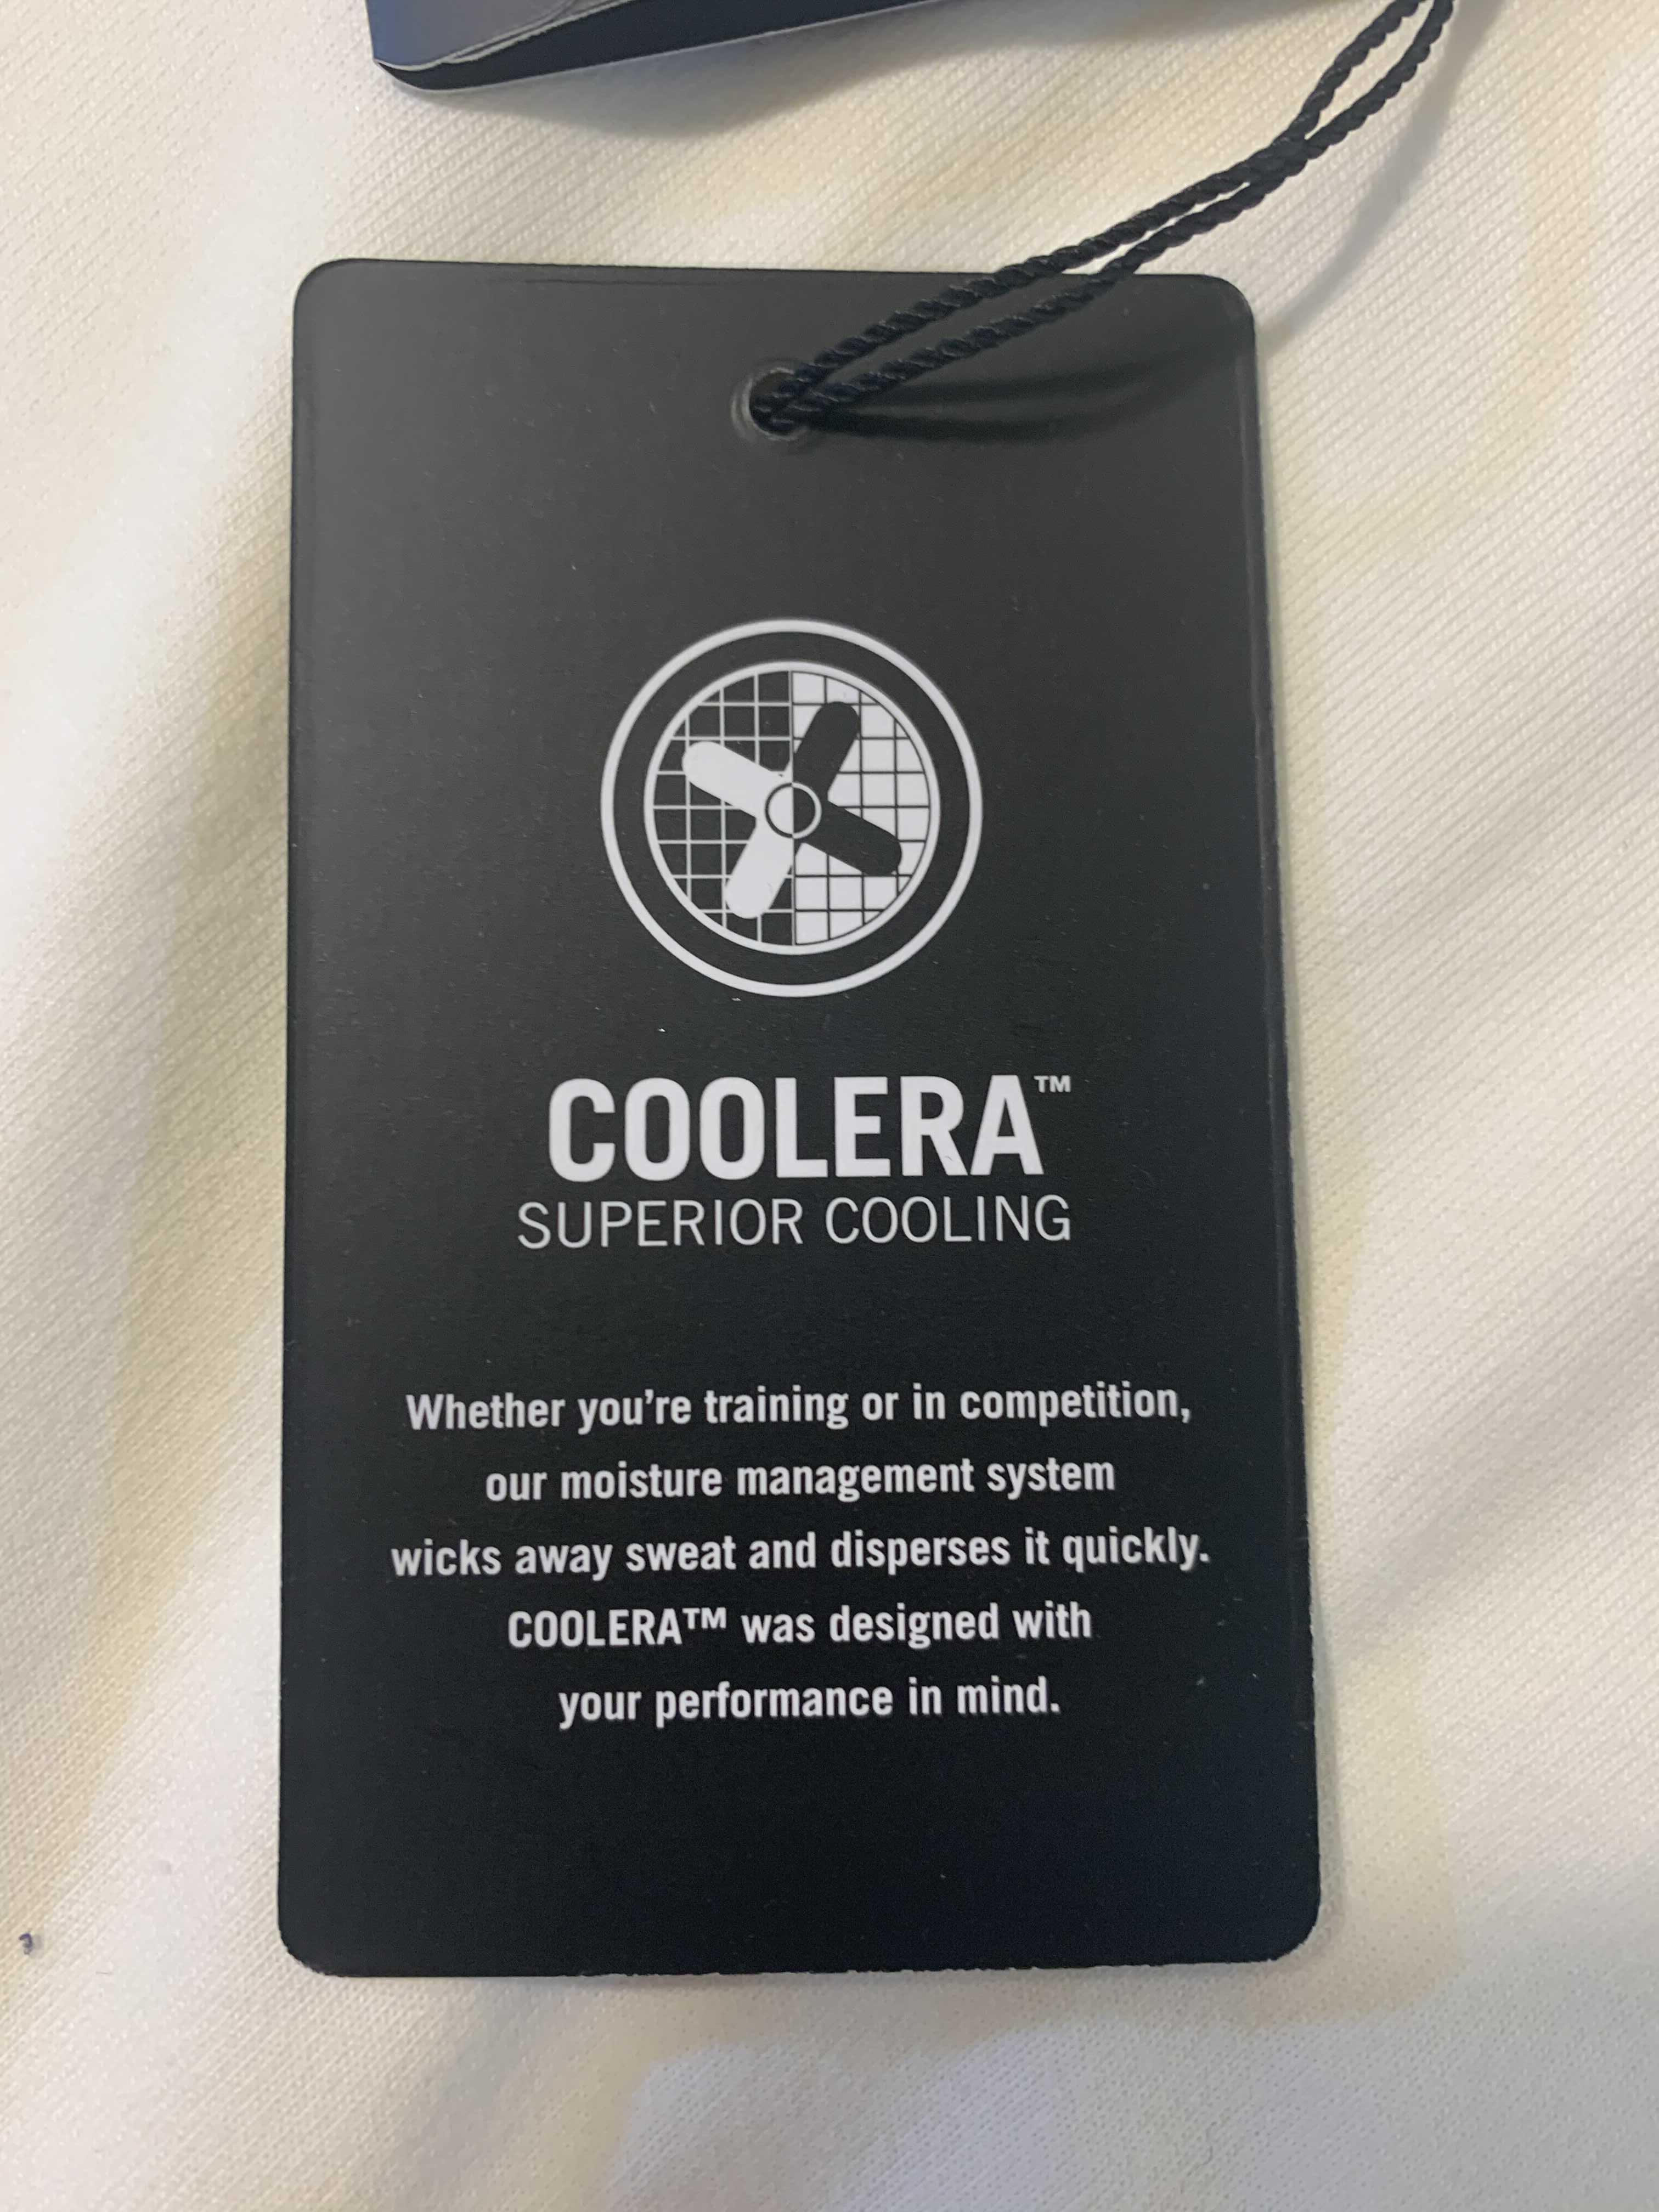 COOLERA™
SUPERIOR COOLING
Whether you're training or in competition,
our moisture management system
wicks away sweat and disperses it quickly.
COOLERA™ was designed with
your performance in mind.